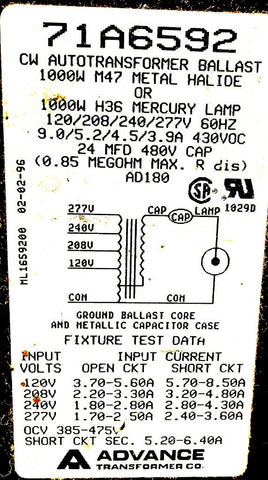 71A6592
CW AUTOTRANSFORMER BALLAST
1000W M47 METAL HALIDE
OR
1000W H36 MERCURY LAMP
120/208/240/277V 60HZ
9.0/5.2/4.5/3.9A 430VOC
24 MFD 480V CAP
(0.85 MEGOHM MAX. R dis)
AD180
ML1659200 02-02-96
277V CAP CAP LAMP 1029D
240V
208V
120V
COM COM
GROUND BALLAST CORE
AND METALLIC CAPACITOR CASE
FIXTURE TEST DATA
INPUT INPUT CURRENT
VOLTS OPEN CKT SHORT CKT
120V 3.70-5.60A 5.70-8.50A
208V 2.20-3.30A 3.20-4.80A
240V 1.80-2.80A 2.80-4.30A
277V 1.70-2.50A 2.40-3.60A
OCV 385-475V
SHORT CKT SEC. 5.20-6.40A
ADVANCE
TRANSFORMER CO.